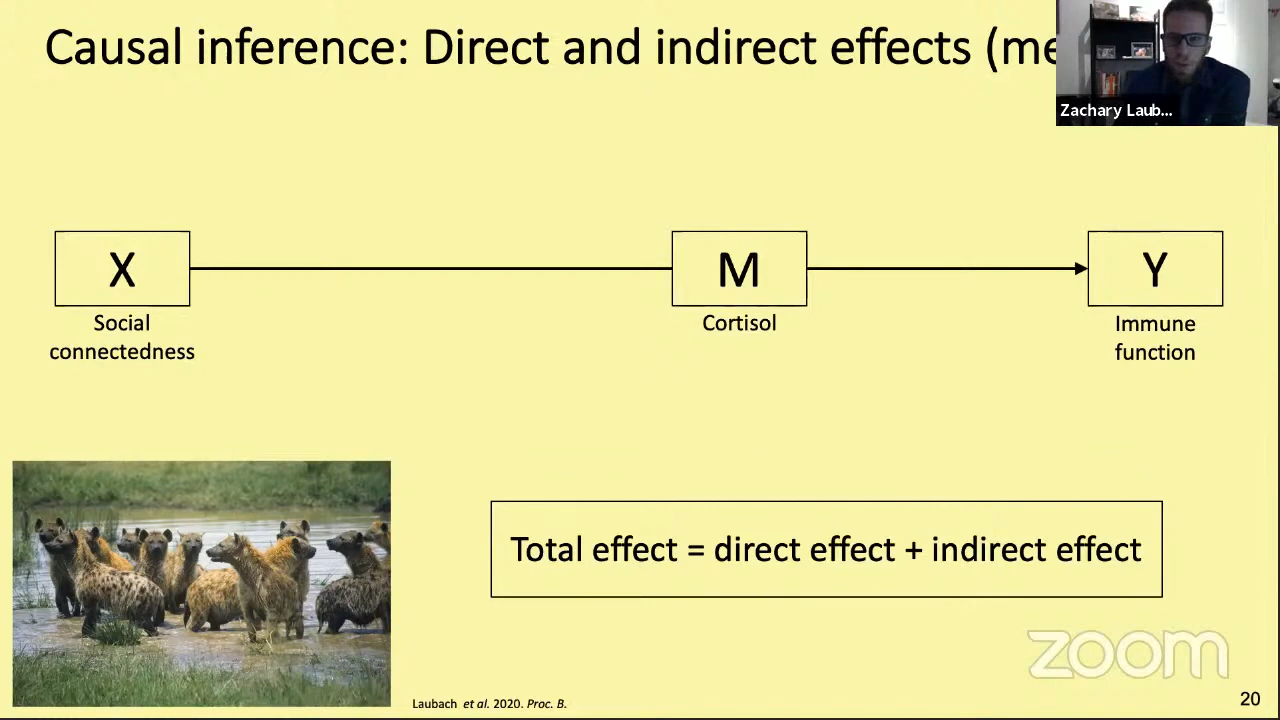 Causal inference: Direct and indirect effects (me
Zachary Laub...
X
M
Y
Social
connectedness
Cortisol
Immune
function
Total effect = direct effect + indirect effect
zoom
Laubach et al. 2020. Proc. B.
20